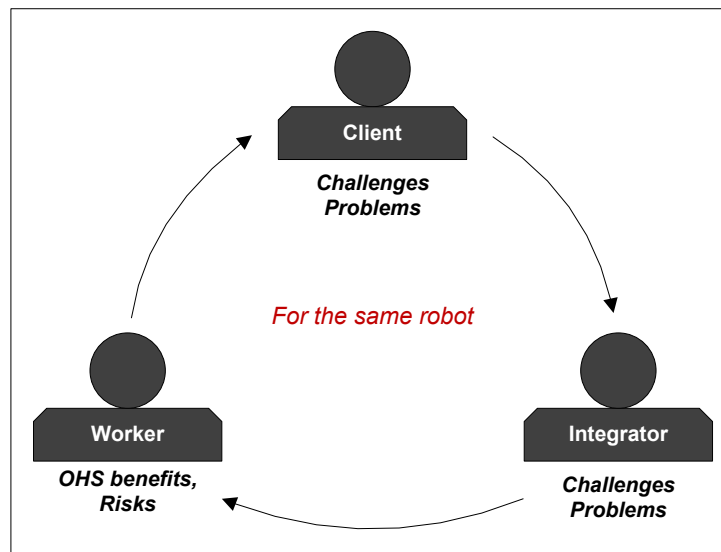 Client
Challenges
Problems
For the same robot
Worker
OHS benefits,
Risks
Integrator
Challenges
Problems